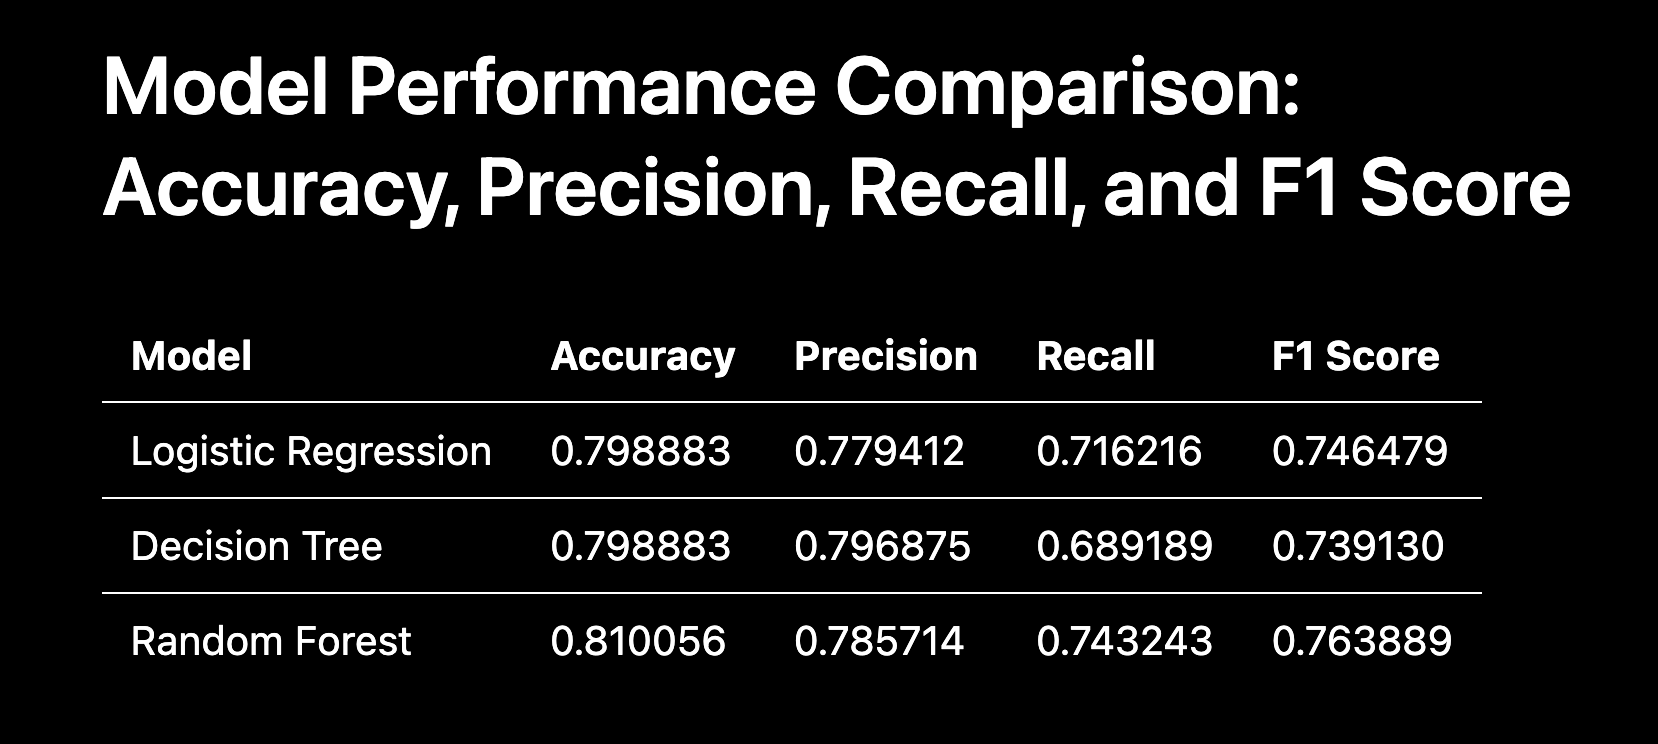 Model Performance Comparison:
Accuracy, Precision, Recall, and F1 Score
Model Accuracy Precision Recall F1 Score
Logistic Regression 0.798883 0.779412 0.716216 0.746479
Decision Tree 0.798883 0.796875 0.689189 0.739130
Random Forest 0.810056 0.785714 0.743243 0.763889